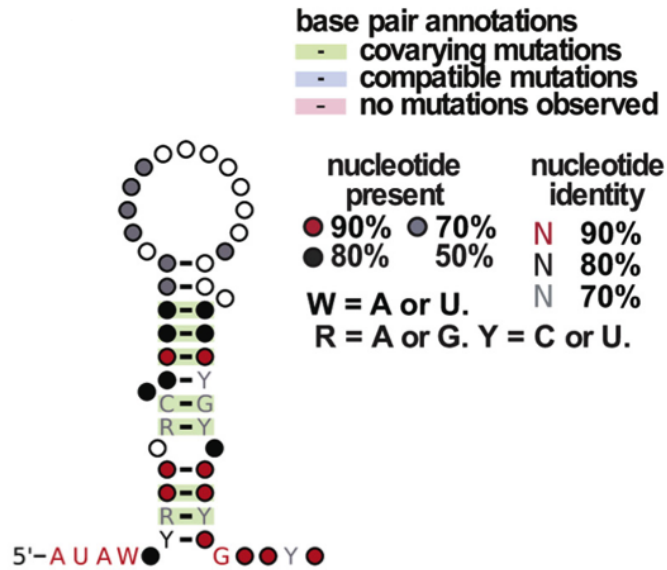 base pair annotations
- covarying mutations
- compatible mutations
- no mutations observed
nucleotide present
nucleotide identity
90% 70%
80% 50%
N 90%
N 80%
N 70%
W = A or U.
R = A or G. Y = C or U.
Y
C - G
R - Y
R - Y
Y
5'-AUAW G Y